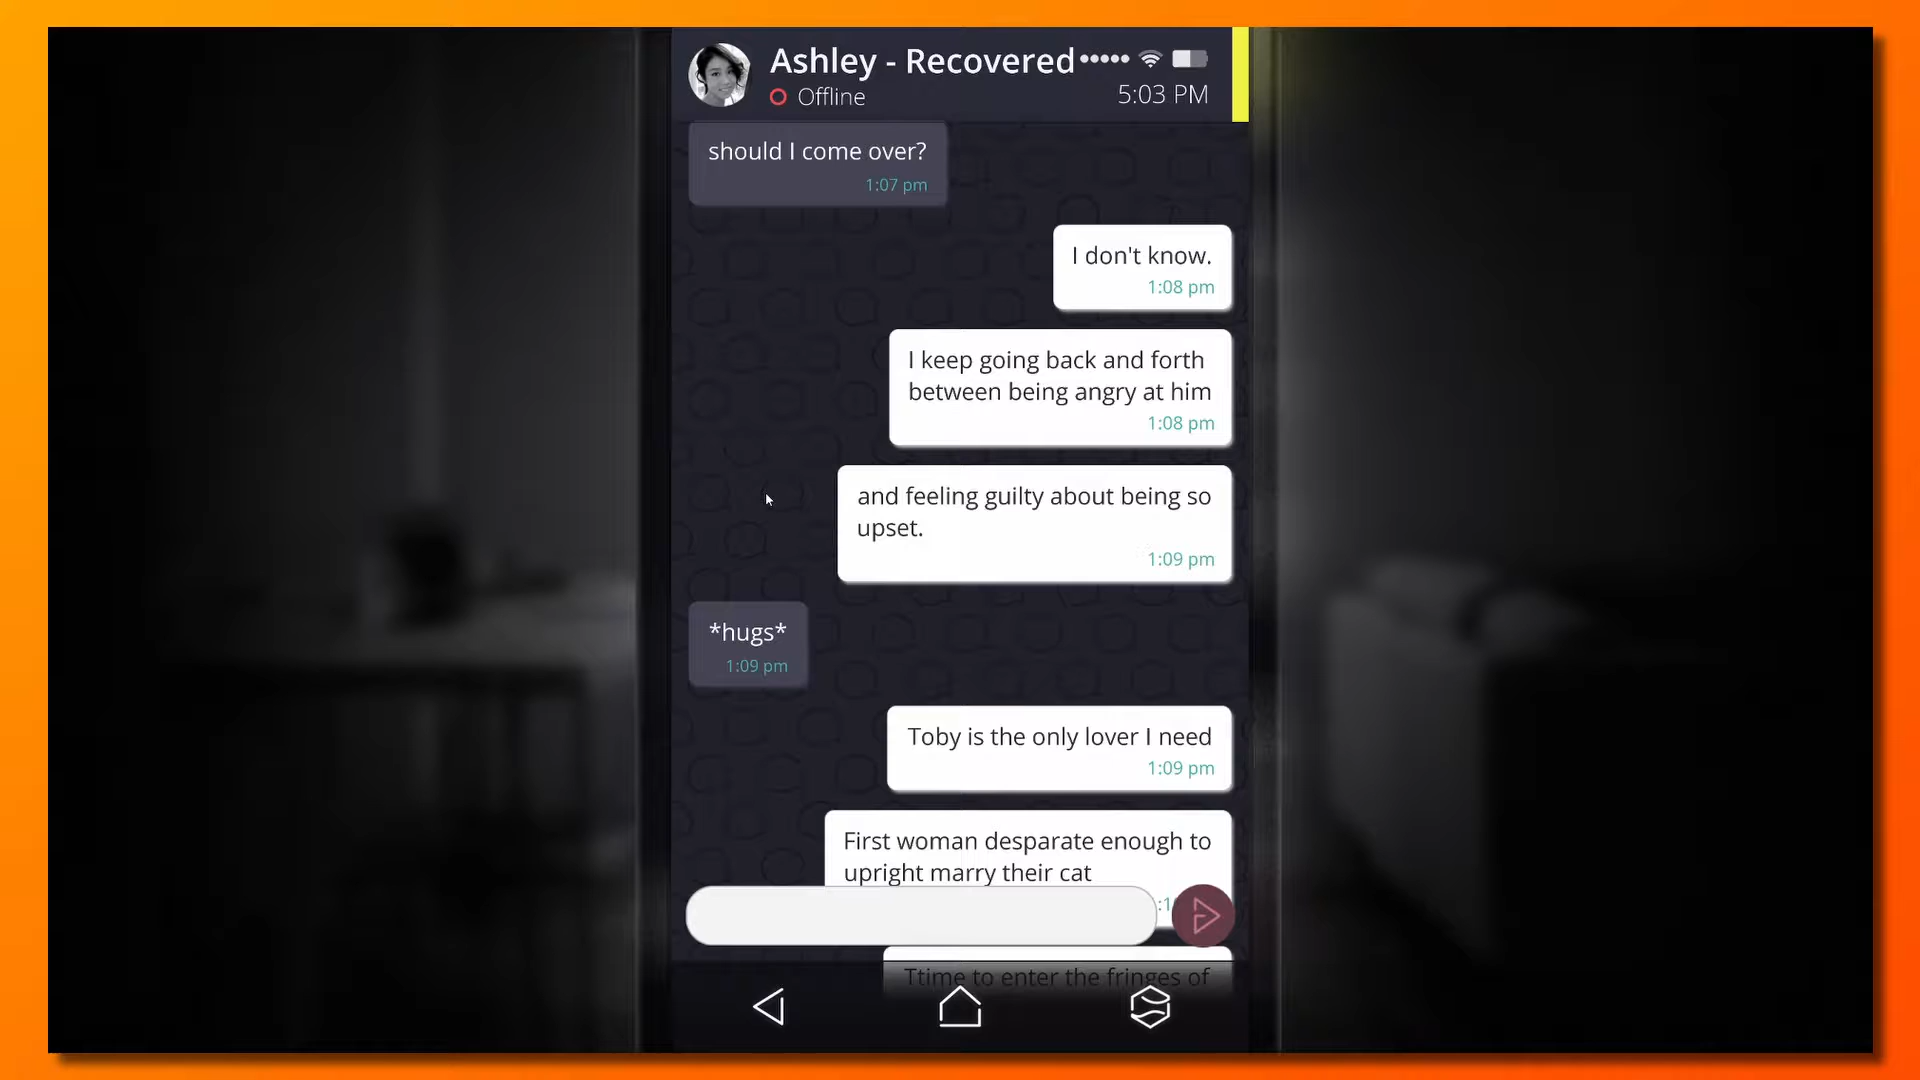 Ashley - Recovered
Offline
5:03 PM
should I come over?
1:07 pm
I don't know.
1:08 pm
I keep going back and forth
between being angry at him
1:08 pm
and feeling guilty about being so
upset.
1:09 pm
*hugs*
1:09 pm
Toby is the only lover I need
1:09 pm
First woman desparate enough to
upright marry their cat
Ttime to enter the fringes of